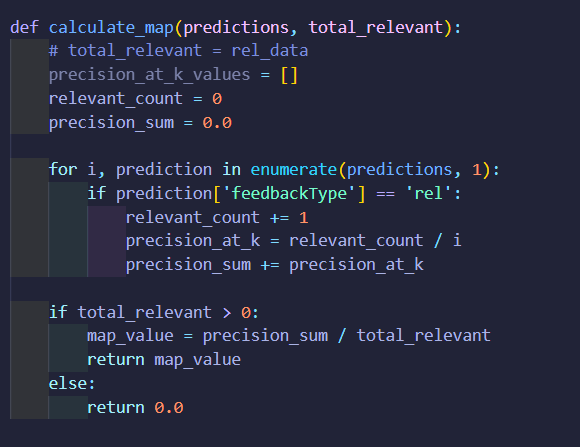 def calculate_map(predictions, total_relevant):
    # total_relevant = rel_data
    precision_at_k_values = []
    relevant_count = 0
    precision_sum = 0.0

    for i, prediction in enumerate(predictions, 1):
        if prediction['feedbackType'] == 'rel':
            relevant_count += 1
            precision_at_k = relevant_count / i
            precision_sum += precision_at_k

    if total_relevant > 0:
        map_value = precision_sum / total_relevant
        return map_value
    else:
        return 0.0